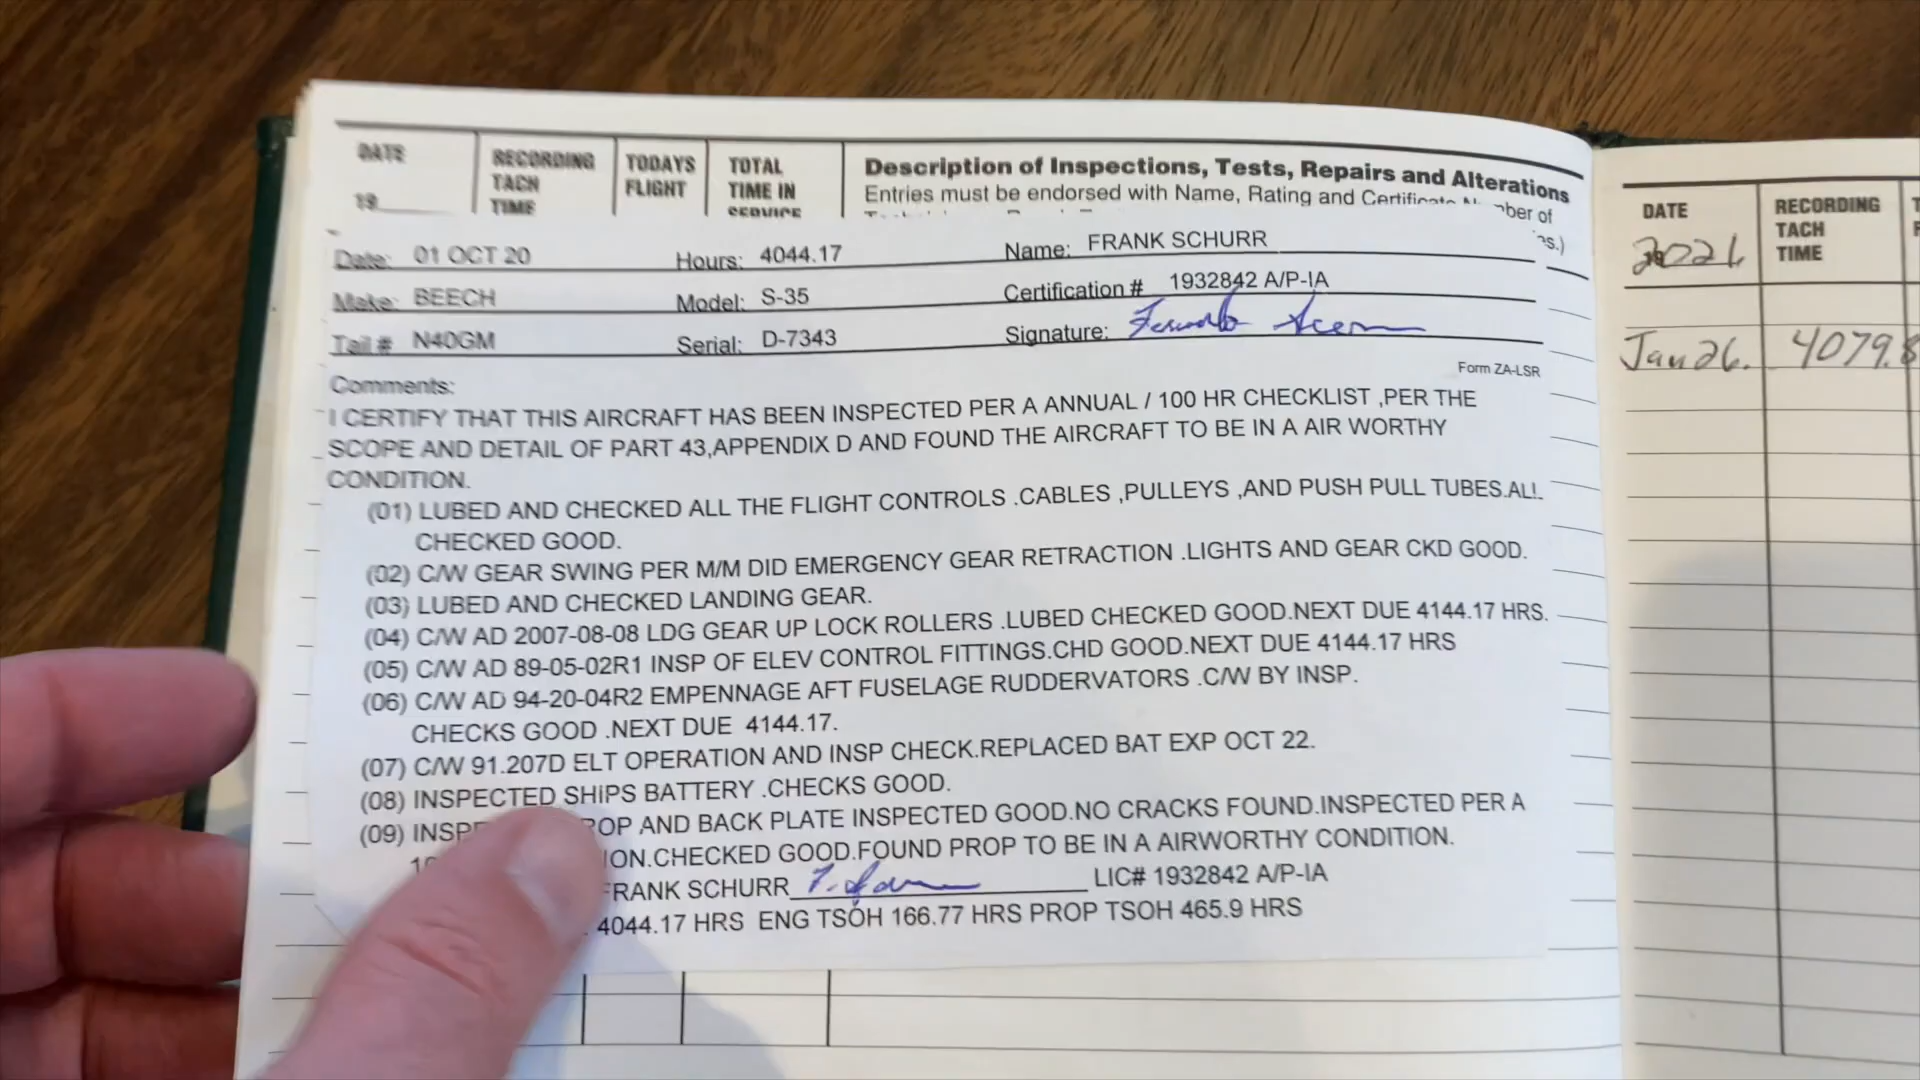 DATE RECORDING TODAYS TOTAL Description of Inspections, Tests, Repairs and Alterations
19 TACH FLIGHT TIME IN Entries must be endorsed with Name, Rating and Certificate Number of
TIME SERVICE
Date: 01 OCT 20 Hours: 4044.17 Name: FRANK SCHURR
Make: BEECH Model: S-35 Certification # 1932842 A/P-IA
Tail # N40GM Serial: D-7343 Signature:
Form ZA-LSR
Comments:
I CERTIFY THAT THIS AIRCRAFT HAS BEEN INSPECTED PER A ANNUAL / 100 HR CHECKLIST ,PER THE
SCOPE AND DETAIL OF PART 43,APPENDIX D AND FOUND THE AIRCRAFT TO BE IN A AIR WORTHY
CONDITION.
(01) LUBED AND CHECKED ALL THE FLIGHT CONTROLS .CABLES ,PULLEYS ,AND PUSH PULL TUBES.ALL
CHECKED GOOD.
(02) C/W GEAR SWING PER M/M DID EMERGENCY GEAR RETRACTION .LIGHTS AND GEAR CKD GOOD.
(03) LUBED AND CHECKED LANDING GEAR.
(04) C/W AD 2007-08-08 LDG GEAR UP LOCK ROLLERS .LUBED CHECKED GOOD.NEXT DUE 4144.17 HRS.
(05) C/W AD 89-05-02R1 INSP OF ELEV CONTROL FITTINGS.CHD GOOD.NEXT DUE 4144.17 HRS
(06) C/W AD 94-20-04R2 EMPENNAGE AFT FUSELAGE RUDDERVATORS .C/W BY INSP.
CHECKS GOOD .NEXT DUE 4144.17.
(07) C/W 91.207D ELT OPERATION AND INSP CHECK.REPLACED BAT EXP OCT 22.
(08) INSPECTED SHIPS BATTERY .CHECKS GOOD.
(09) AND BACK PLATE INSPECTED GOOD.NO CRACKS FOUND.INSPECTED PER A
CHECKED GOOD.FOUND PROP TO BE IN A AIRWORTHY CONDITION.
FRANK SCHURR LIC# 1932842 A/P-IA
4044.17 HRS ENG TSOH 166.77 HRS PROP TSOH 465.9 HRS
DATE RECORDING
2021 TACH
TIME
Jan 26. 4079.8